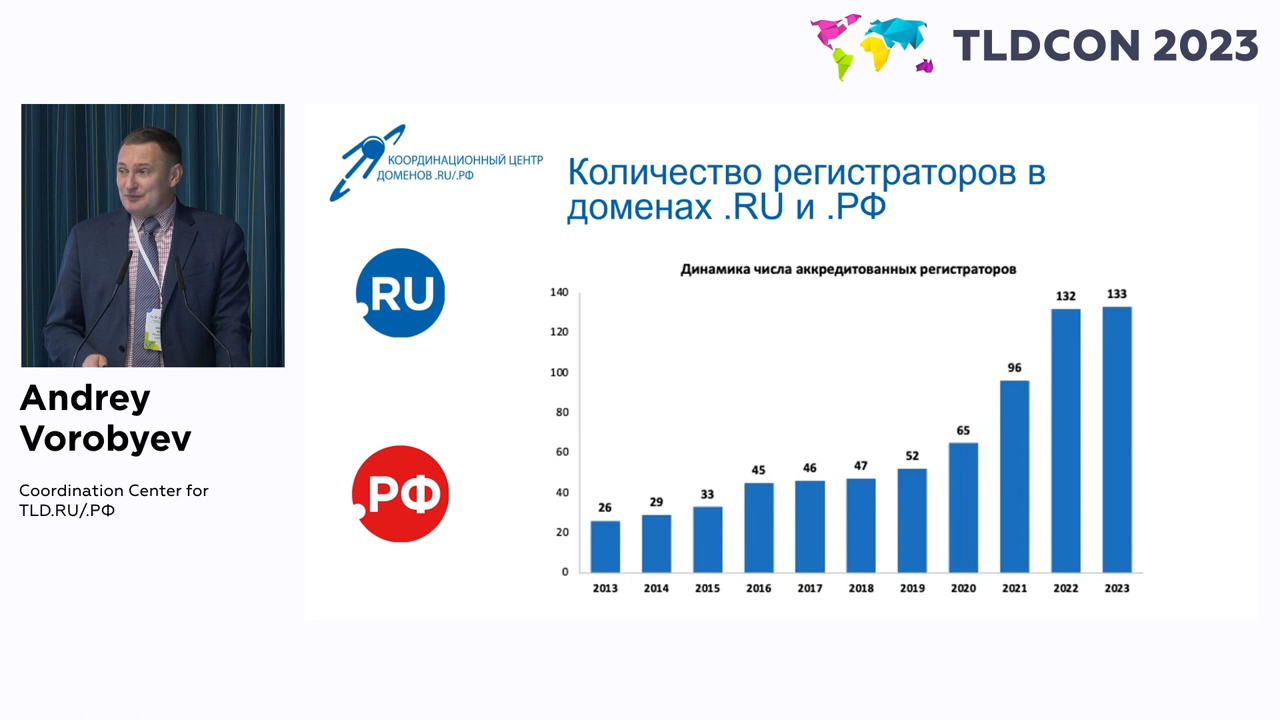 TLDCON 2023
КООРДИНАЦИОННЫЙ ЦЕНТР
ДОМЕНОВ .RU/.РФ
Количество регистраторов в
доменах .RU и .РФ
.RU
.РФ
Динамика числа аккредитованных регистраторов
140
120
100
80
60
40
20
0
26
29
33
45
46
47
52
65
96
132
133
2013
2014
2015
2016
2017
2018
2019
2020
2021
2022
2023
Andrey
Vorobyev
Coordination Center for
TLD.RU/.РФ